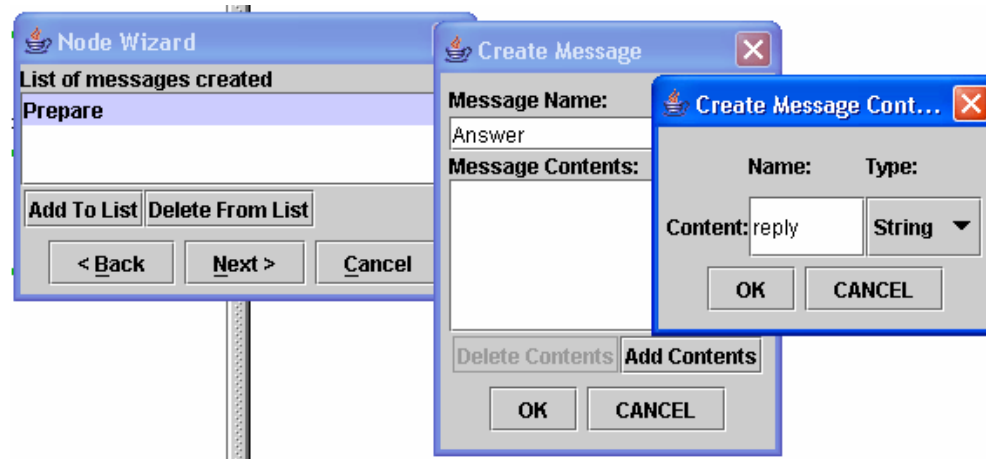 Node Wizard
List of messages created
Prepare
Add To List Delete From List
< Back Next > Cancel
Create Message
Message Name:
Answer
Message Contents:
Delete Contents Add Contents
OK CANCEL
Create Message Cont...
Name: Type:
Content: reply String
OK CANCEL